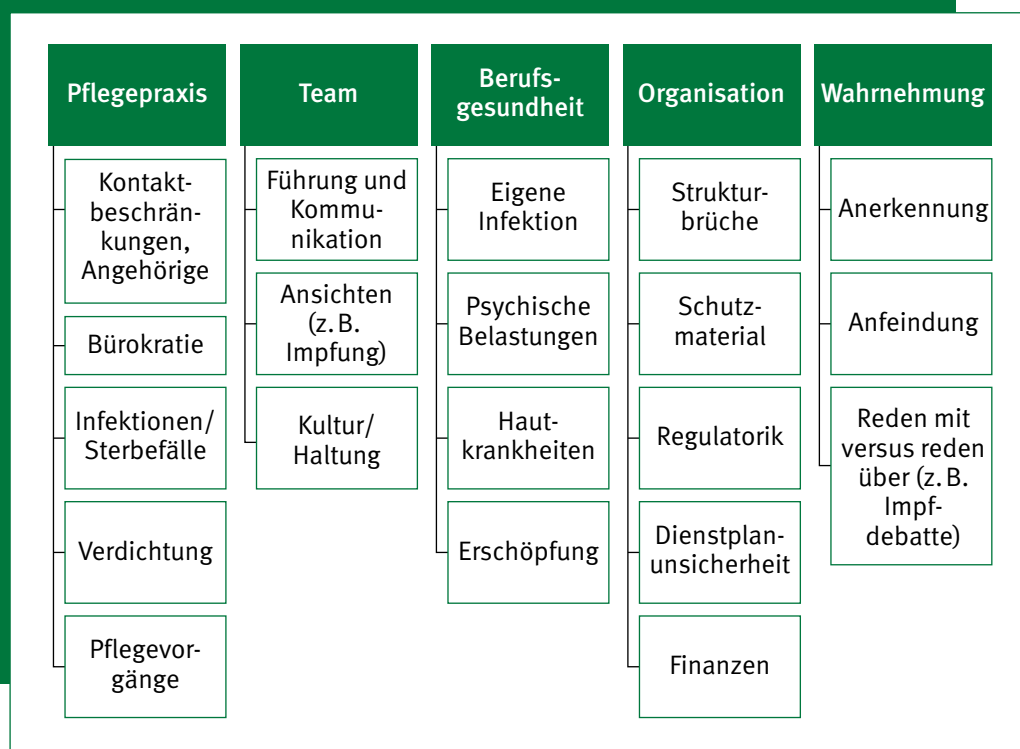 Pflegepraxis
Kontakt-
beschrän-
kungen,
Angehörige
Bürokratie
Infektionen/
Sterbefälle
Verdichtung
Pflegevor-
gänge
Team
Führung und
Kommu-
nikation
Ansichten
(z. B.
Impfung)
Kultur/
Haltung
Berufs-
gesundheit
Eigene
Infektion
Psychische
Belastungen
Haut-
krankheiten
Erschöpfung
Organisation
Struktur-
brüche
Schutz-
material
Regulatorik
Dienstplan-
unsicherheit
Finanzen
Wahrnehmung
Anerkennung
Anfeindung
Reden mit
versus reden
über (z. B.
Impf-
debatte)